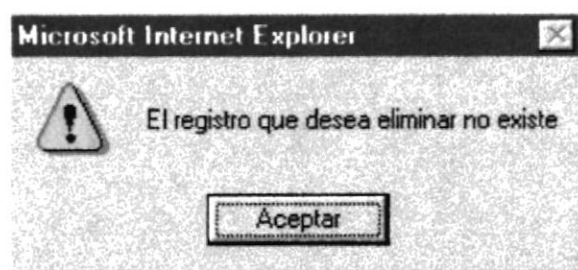 Microsoft Internet Explorer
El registro que desea eliminar no existe
Aceptar